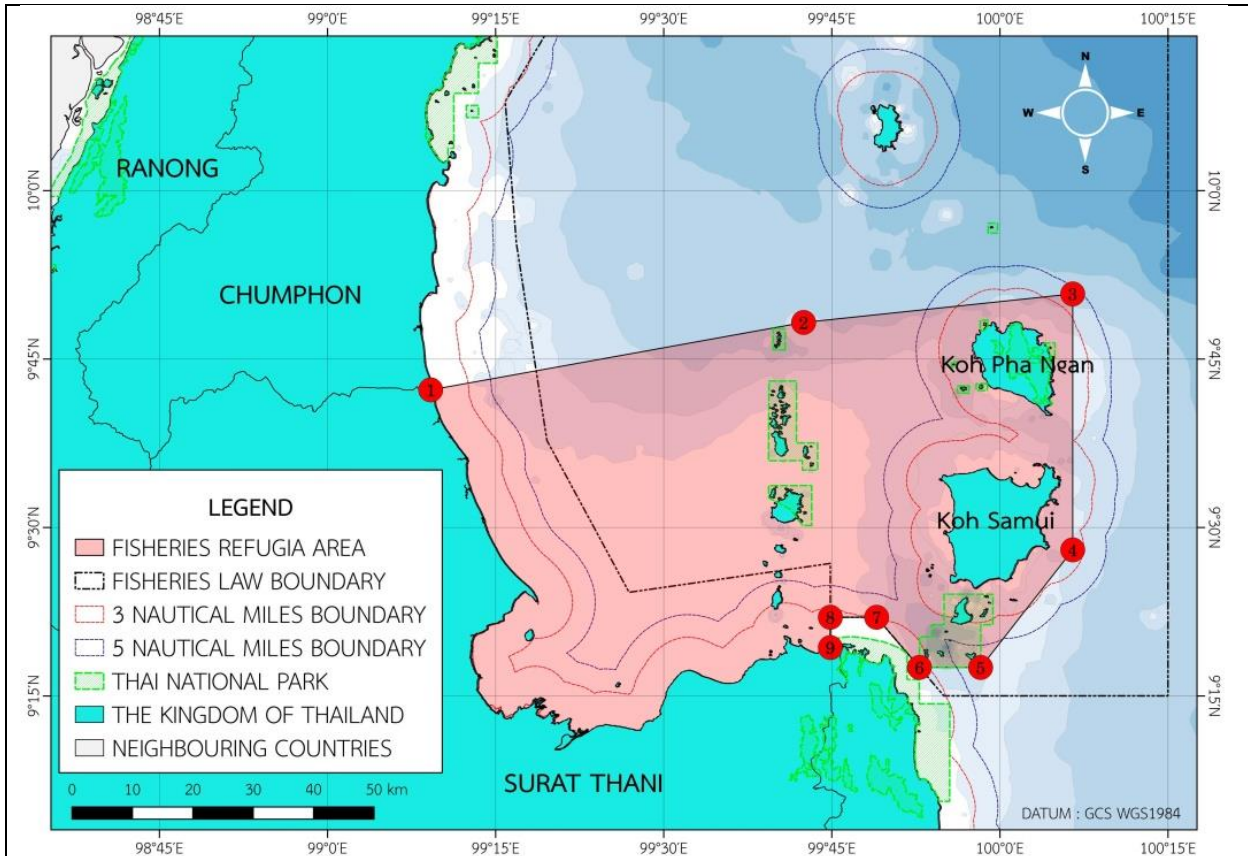 98°45'E 99°0'E 99°15'E 99°30'E 99°45'E 100°0'E 100°15'E
N
W E
S
RANONG
10°0'N 10°0'N
CHUMPHON
3
2
9°45'N 9°45'N
Koh Pha Ngan
1
LEGEND
FISHERIES REFUGIA AREA
FISHERIES LAW BOUNDARY
3 NAUTICAL MILES BOUNDARY
5 NAUTICAL MILES BOUNDARY
THAI NATIONAL PARK
THE KINGDOM OF THAILAND
NEIGHBOURING COUNTRIES
0 10 20 30 40 50 km
Koh Samui
9°30'N 9°30'N
4
8 7
9
6 5
9°15'N 9°15'N
SURAT THANI
DATUM : GCS WGS1984
98°45'E 99°0'E 99°15'E 99°30'E 99°45'E 100°0'E 100°15'E